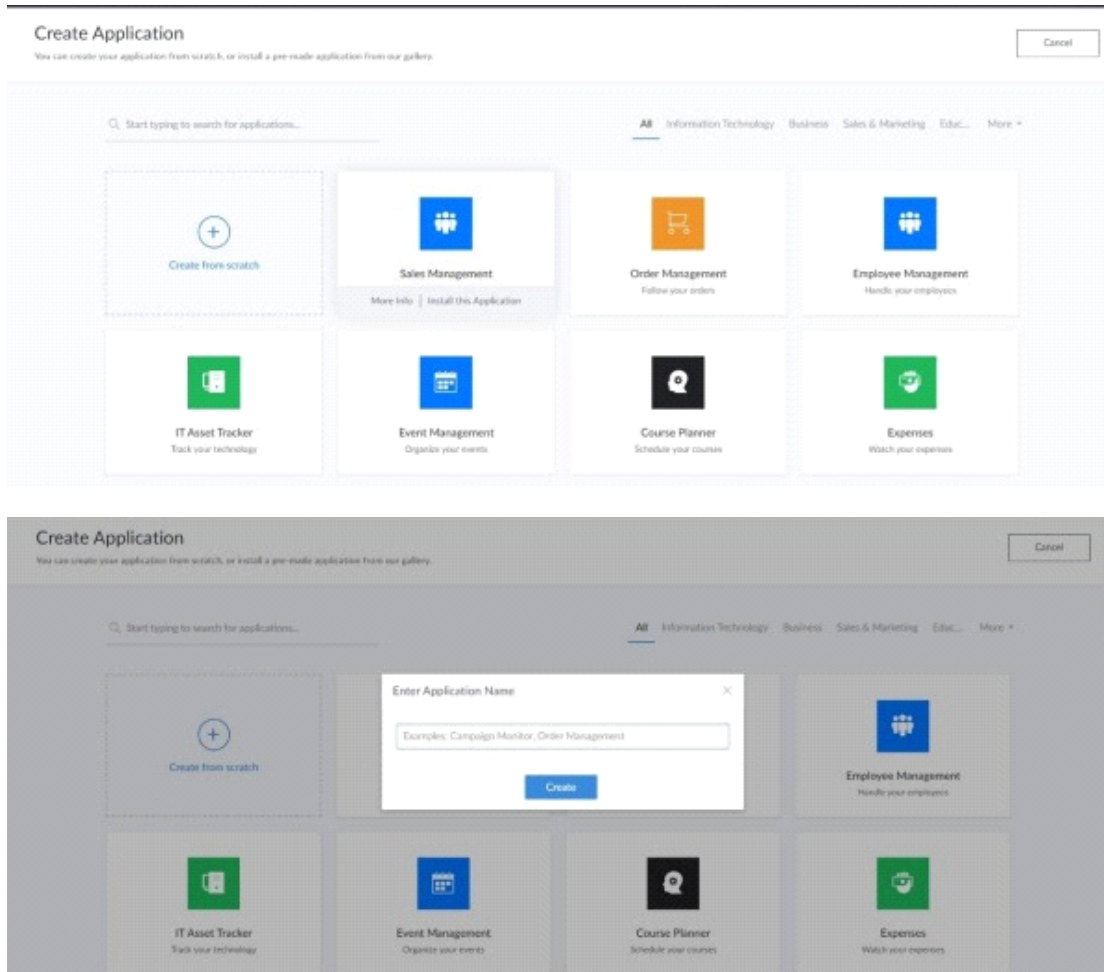 Create Application
Cancel
You can create your application from scratch, or install a pre-made application from our gallery.
Start typing to search for applications...
All Information Technology Business Sales & Marketing Educ... More
Create from scratch
Sales Management
More Info | Install this Application
Order Management
Follow your orders
Employee Management
Handle your employees
IT Asset Tracker
Track your technology
Event Management
Organize your events
Course Planner
Schedule your courses
Expenses
Watch your expenses
Create Application
Cancel
You can create your application from scratch, or install a pre-made application from our gallery.
Start typing to search for applications...
All Information Technology Business Sales & Marketing Educ... More
Enter Application Name
Examples: Campaign Monitor, Order Management
Create
Create from scratch
Employee Management
Handle your employees
IT Asset Tracker
Track your technology
Event Management
Organize your events
Course Planner
Schedule your courses
Expenses
Watch your expenses